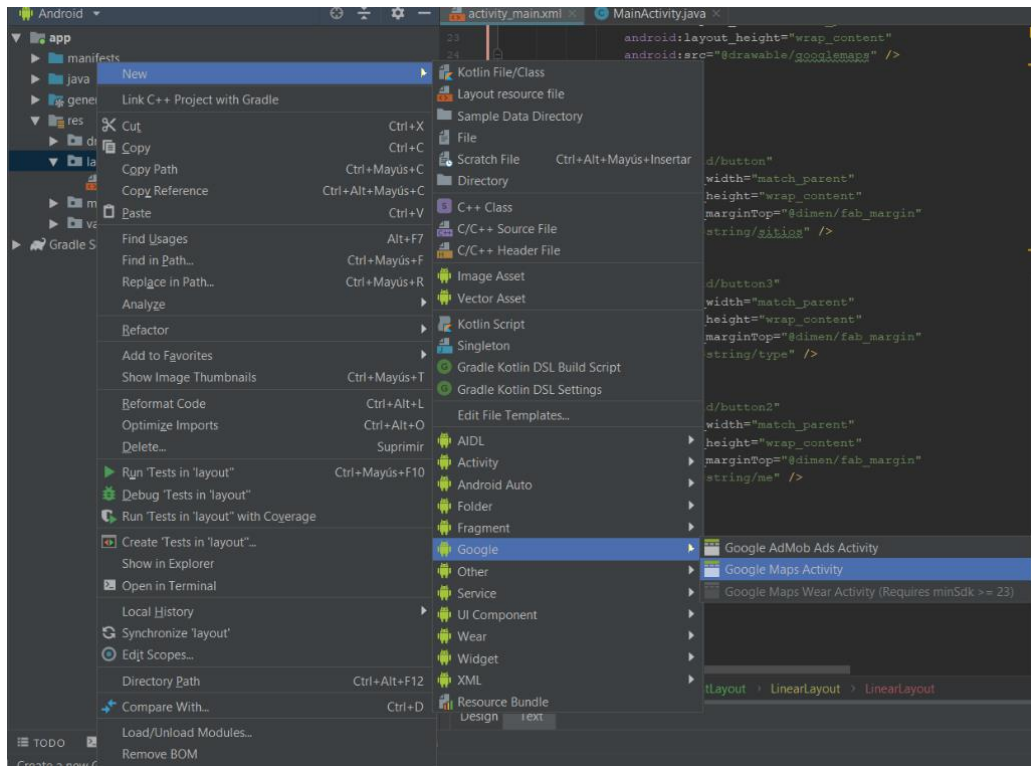 Android
activity_main.xml
MainActivity.java
app
manifests
java
gener
res
dr
la
m
va
Gradle S
23
android:layout_height="wrap_content"
24
android:src="@drawable/googlemaps" />
New
Link C++ Project with Gradle
Cut Ctrl+X
Copy Ctrl+C
Copy Path Ctrl+Mayús+C
Copy Reference Ctrl+Alt+Mayús+C
Paste Ctrl+V
Find Usages Alt+F7
Find in Path... Ctrl+Mayús+F
Replace in Path... Ctrl+Mayús+R
Analyze
Refactor
Add to Favorites
Show Image Thumbnails Ctrl+Mayús+T
Reformat Code Ctrl+Alt+L
Optimize Imports Ctrl+Alt+O
Delete... Suprimir
Run 'Tests in 'layout'' Ctrl+Mayús+F10
Debug 'Tests in 'layout''
Run 'Tests in 'layout'' with Coverage
Create 'Tests in 'layout''...
Show in Explorer
Open in Terminal
Local History
Synchronize 'layout'
Edit Scopes...
Directory Path Ctrl+Alt+F12
Compare With... Ctrl+D
Load/Unload Modules...
Remove BOM
Kotlin File/Class
Layout resource file
Sample Data Directory
File
Scratch File Ctrl+Alt+Mayús+Insertar
Directory
C++ Class
C/C++ Source File
C/C++ Header File
Image Asset
Vector Asset
Kotlin Script
Singleton
Gradle Kotlin DSL Build Script
Gradle Kotlin DSL Settings
Edit File Templates...
AIDL
Activity
Android Auto
Folder
Fragment
Google
Other
Service
UI Component
Wear
Widget
XML
Resource Bundle
Google AdMob Ads Activity
Google Maps Activity
Google Maps Wear Activity (Requires minSdk >= 23)
d/button"
width="match_parent"
height="wrap_content"
marginTop="@dimen/fab_margin"
string/sitios" />
d/button3"
width="match_parent"
height="wrap_content"
marginTop="@dimen/fab_margin"
string/type" />
d/button2"
width="match_parent"
height="wrap_content"
marginTop="@dimen/fab_margin"
string/me" />
tLayout › LinearLayout › LinearLayout
Design Text
TODO
Create a new G